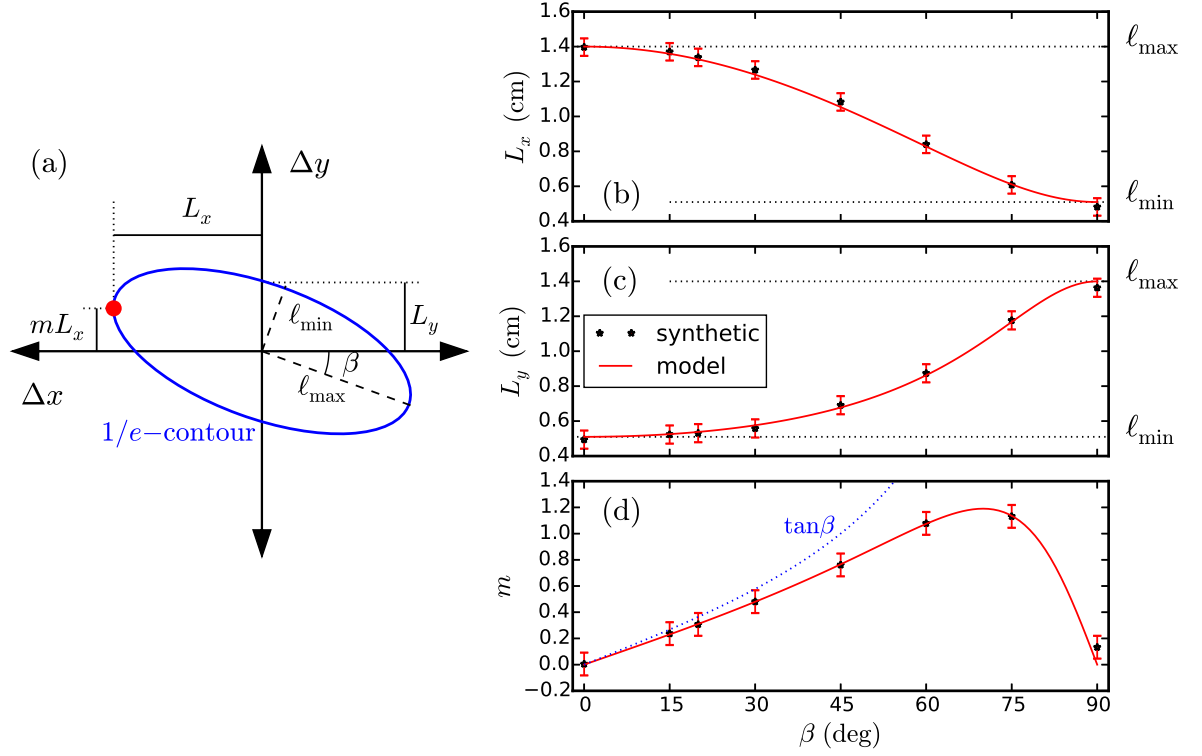 (a)
Δy
L_x
mL_x
ℓ_min
L_y
β
ℓ_max
Δx
1/e−contour
1.6
1.4
1.2
1.0
0.8
0.6
0.4
L_x (cm)
(b)
ℓ_max
ℓ_min
1.6
1.4
1.2
1.0
0.8
0.6
0.4
L_y (cm)
(c)
synthetic
model
ℓ_max
ℓ_min
1.4
1.2
1.0
0.8
0.6
0.4
0.2
0.0
−0.2
m
(d)
tanβ
0 15 30 45 60 75 90
β (deg)